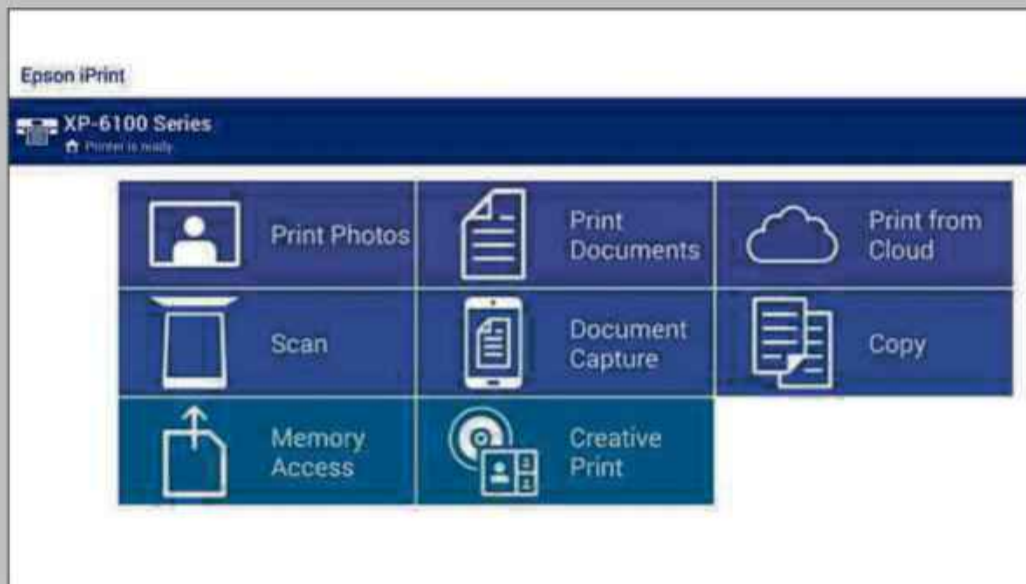 Epson iPrint
XP-6100 Series
Printer is ready
Print Photos
Print
Documents
Print from
Cloud
Scan
Document
Capture
Copy
Memory
Access
Creative
Print